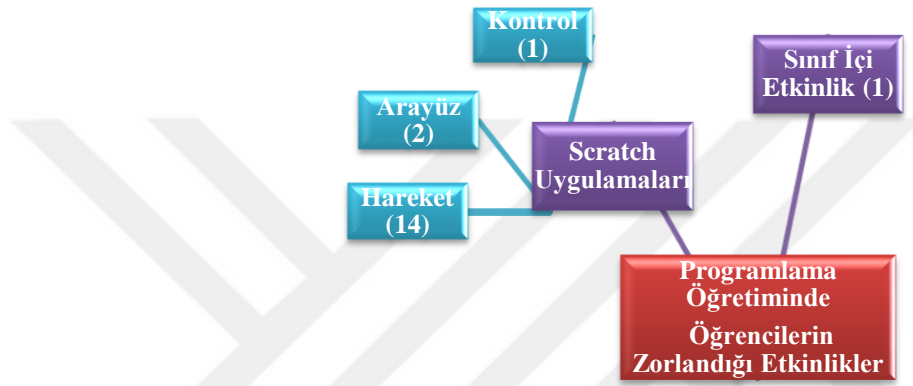 Kontrol
(1)
Sınıf İçi
Etkinlik (1)
Arayüz
(2)
Scratch
Uygulamaları
Hareket
(14)
Programlama
Öğretiminde
Öğrencilerin
Zorlandığı Etkinlikler